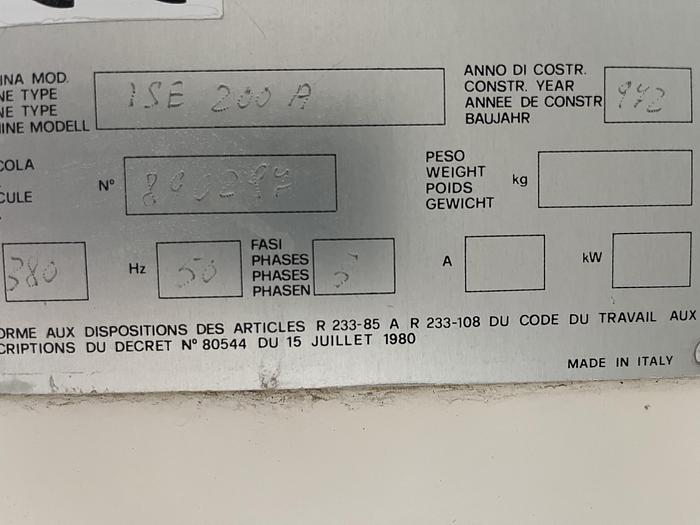 INA MOD.
NE TYPE
NE TYPE
INE MODELL
ISE 200 A
ANNO DI COSTR.
CONSTR. YEAR
ANNEE DE CONSTR
BAUJAHR
942
COLA
CULE
N°
PESO
WEIGHT
POIDS
GEWICHT
kg
380
Hz
50
FASI
PHASES
PHASES
PHASEN
3
A
kW
ORME AUX DISPOSITIONS DES ARTICLES R 233-85 A R 233-108 DU CODE DU TRAVAIL AUX
CRIPTIONS DU DECRET N° 80544 DU 15 JUILLET 1980
MADE IN ITALY